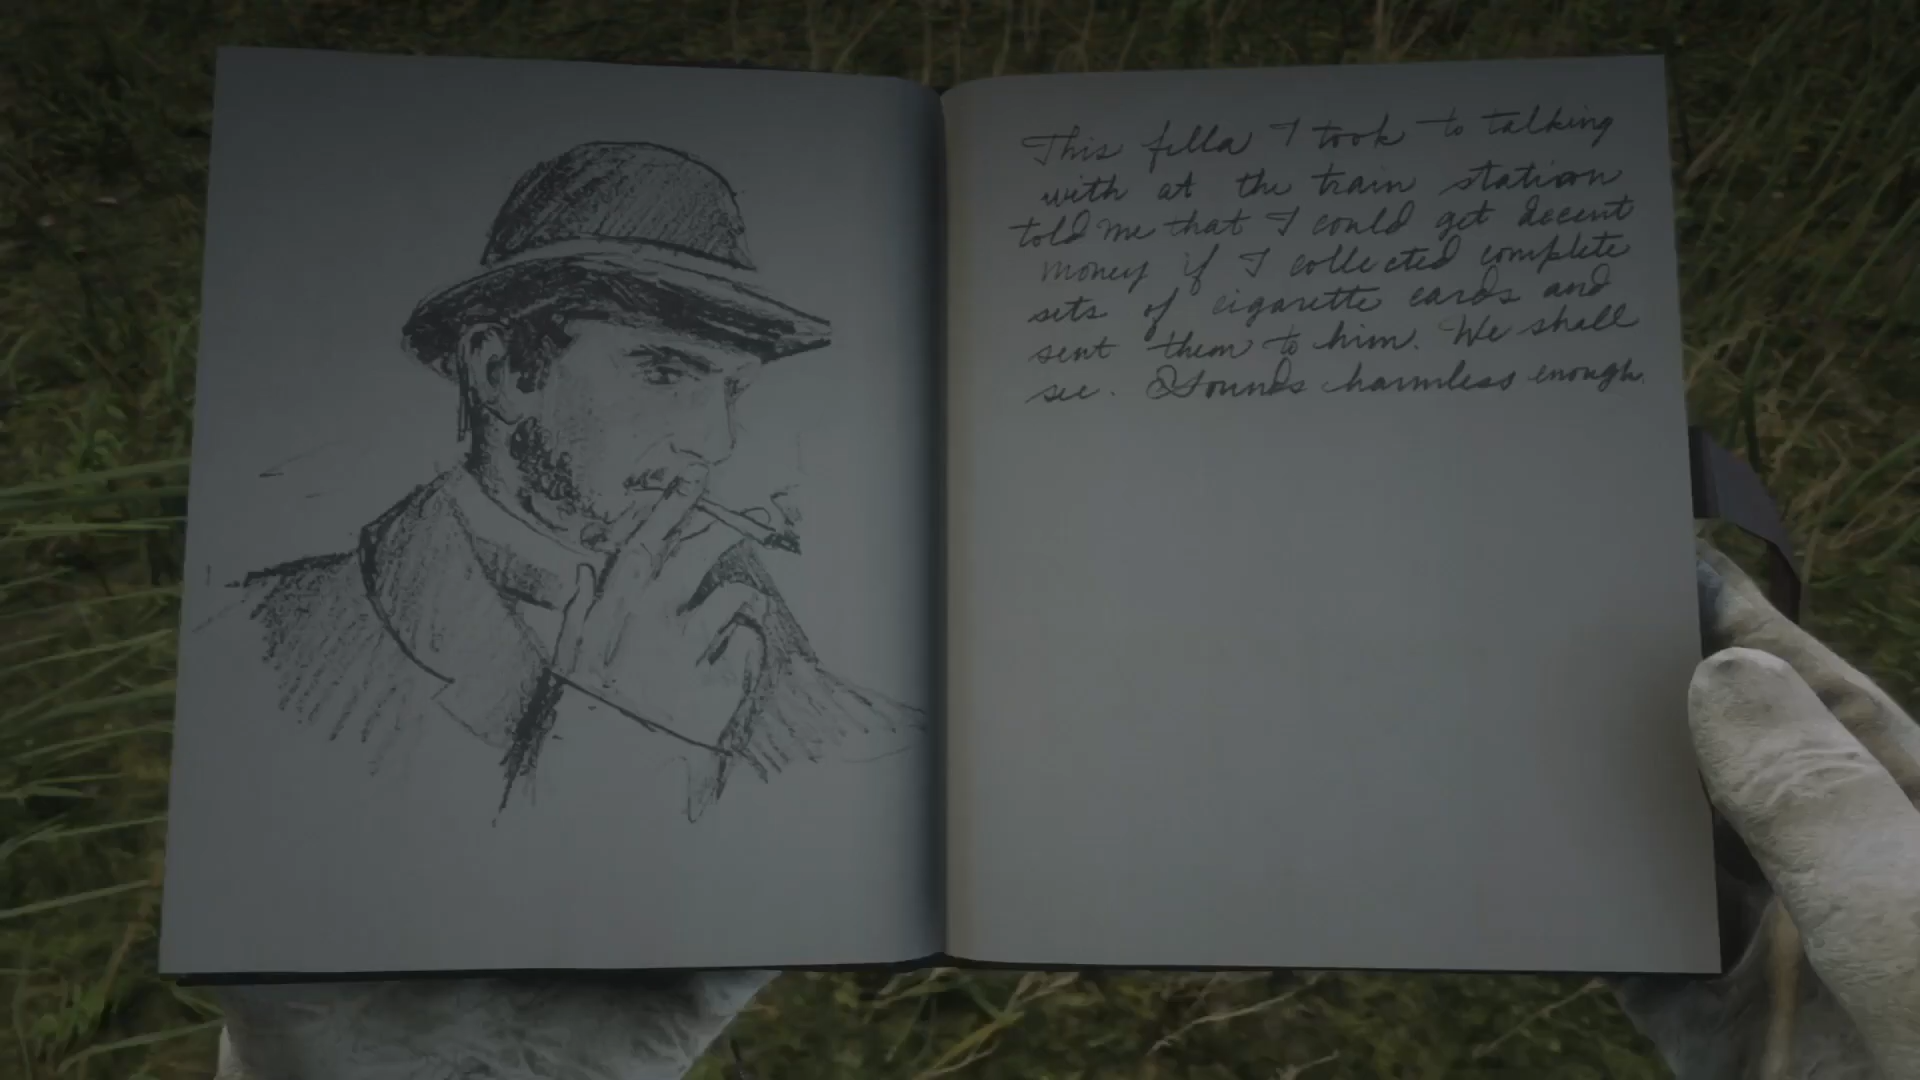 This fella I took to talking
with at the train station
told me that I could get decent
money if I collected complete
sets of cigarette cards and
sent them to him. We shall
see. Sounds harmless enough.